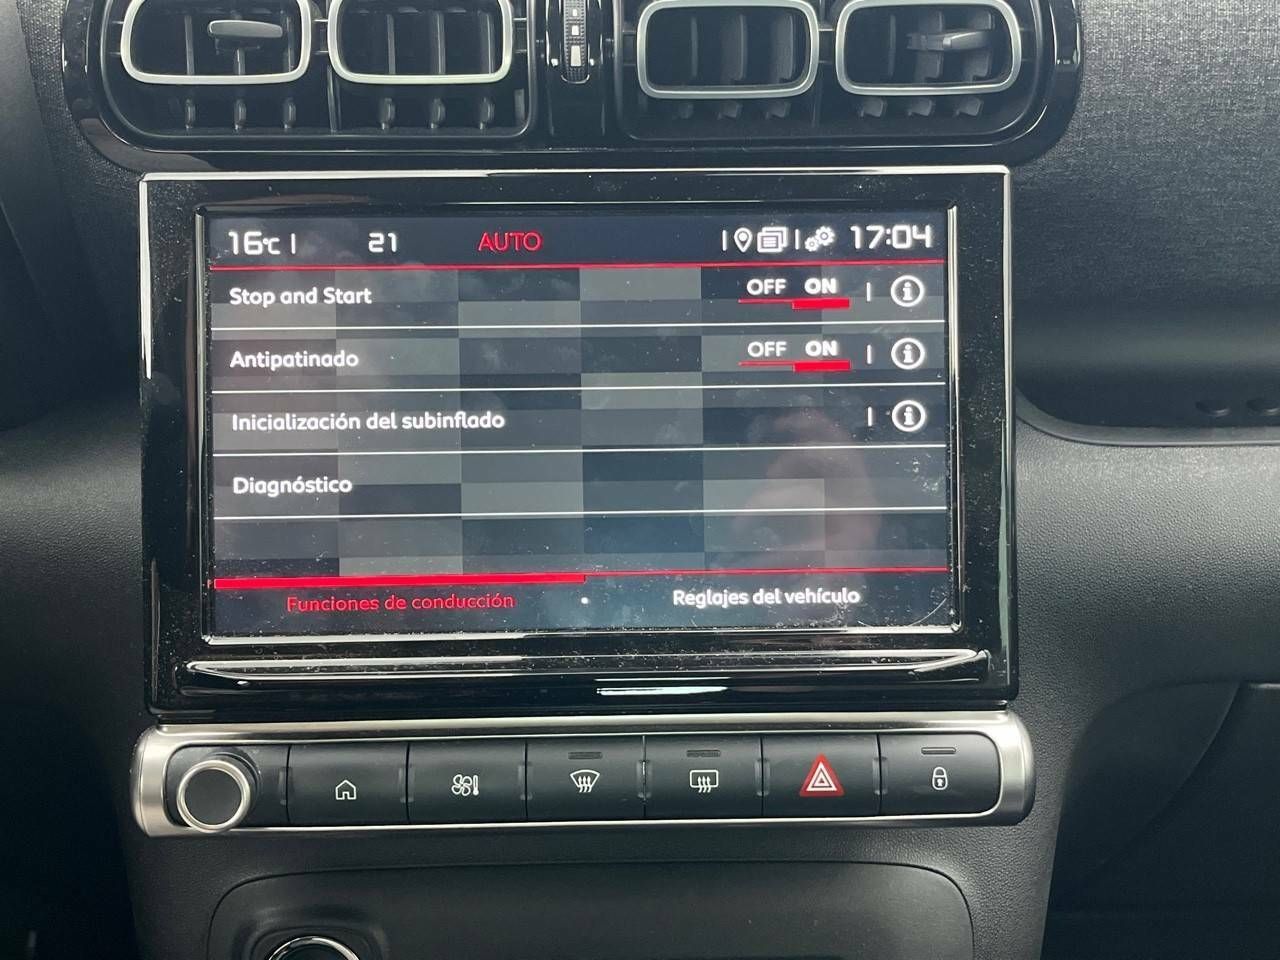 16°C 21 AUTO 17:04
Stop and Start OFF ON
Antipatinado OFF ON
Inicialización del subinflado
Diagnóstico
Funciones de conducción Reglajes del vehículo